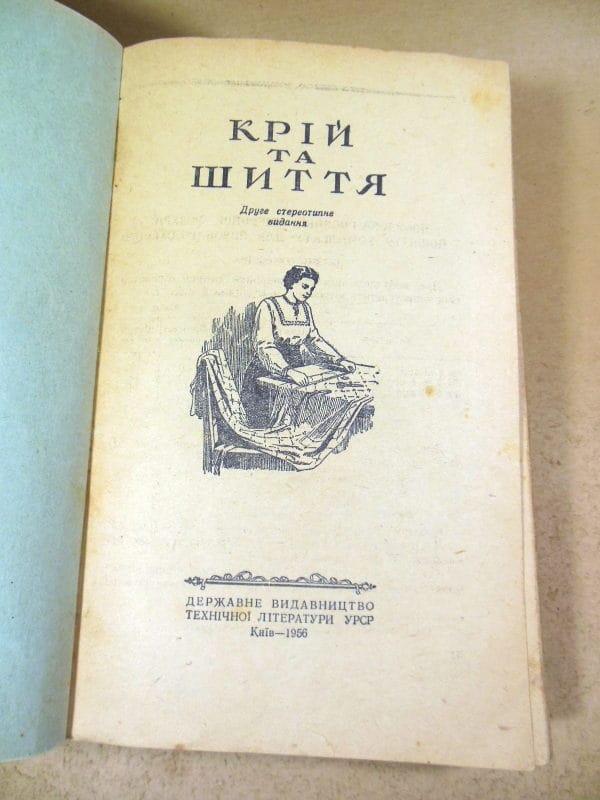 КРІЙ
ТА
ШИТТЯ
Друге стереотипне
видання
ДЕРЖАВНЕ ВИДАВНИЦТВО
ТЕХНІЧНОЇ ЛІТЕРАТУРИ УРСР
Київ—1956